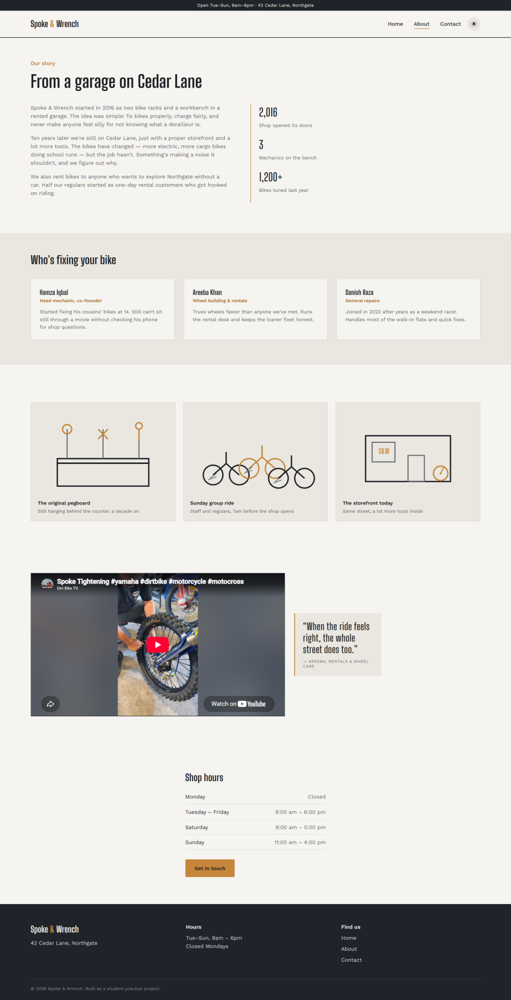 Open Tue–Sun, 9am–6pm · 42 Cedar Lane, Northgate
Spoke & Wrench
Home
About
Contact
Our story
From a garage on Cedar Lane
Spoke & Wrench started in 2016 as two bike racks and a workbench in a
rented garage. The idea was simple: fix bikes properly, charge fairly, and
never make anyone feel silly for not knowing what a derailleur is.
Ten years later we're still on Cedar Lane, just with a proper storefront and a
lot more tools. The bikes have changed — more electric, more cargo bikes
doing school runs — but the job hasn't. Something's making a noise it
shouldn't, and we figure out why.
We also rent bikes to anyone who wants to explore Northgate without a
car. Half our regulars started as one-day rental customers who got hooked
on riding.
2,016
Shop opened its doors
3
Mechanics on the bench
1,200+
Bikes tuned last year
Who's fixing your bike
Hamza Iqbal
Head mechanic, co-founder
Started fixing his cousins' bikes at 14. Still can't sit
still through a movie without checking his phone
for shop questions.
Areeba Khan
Wheel building & rentals
Trues wheels faster than anyone we've met. Runs
the rental desk and keeps the loaner fleet honest.
Danish Raza
General repairs
Joined in 2022 after years as a weekend racer.
Handles most of the walk-in flats and quick fixes.
The original pegboard
Still hanging behind the counter, a decade on
Sunday group ride
Staff and regulars, 7am before the shop opens
S&W
The storefront today
Same street, a lot more tools inside
Spoke Tightening #yamaha #dirtbike #motorcycle #motocross
Dirt Bike TV
Watch on YouTube
“When the ride feels
right, the whole
street does too.”
— AREEBA, RENTALS & WHEEL
CARE
Shop hours
Monday Closed
Tuesday – Friday 9:00 am – 6:00 pm
Saturday 9:00 am – 5:00 pm
Sunday 11:00 am – 4:00 pm
Get in touch
Spoke & Wrench
42 Cedar Lane, Northgate
Hours
Tue–Sun, 9am – 6pm
Closed Mondays
Find us
Home
About
Contact
© 2026 Spoke & Wrench. Built as a student practice project.